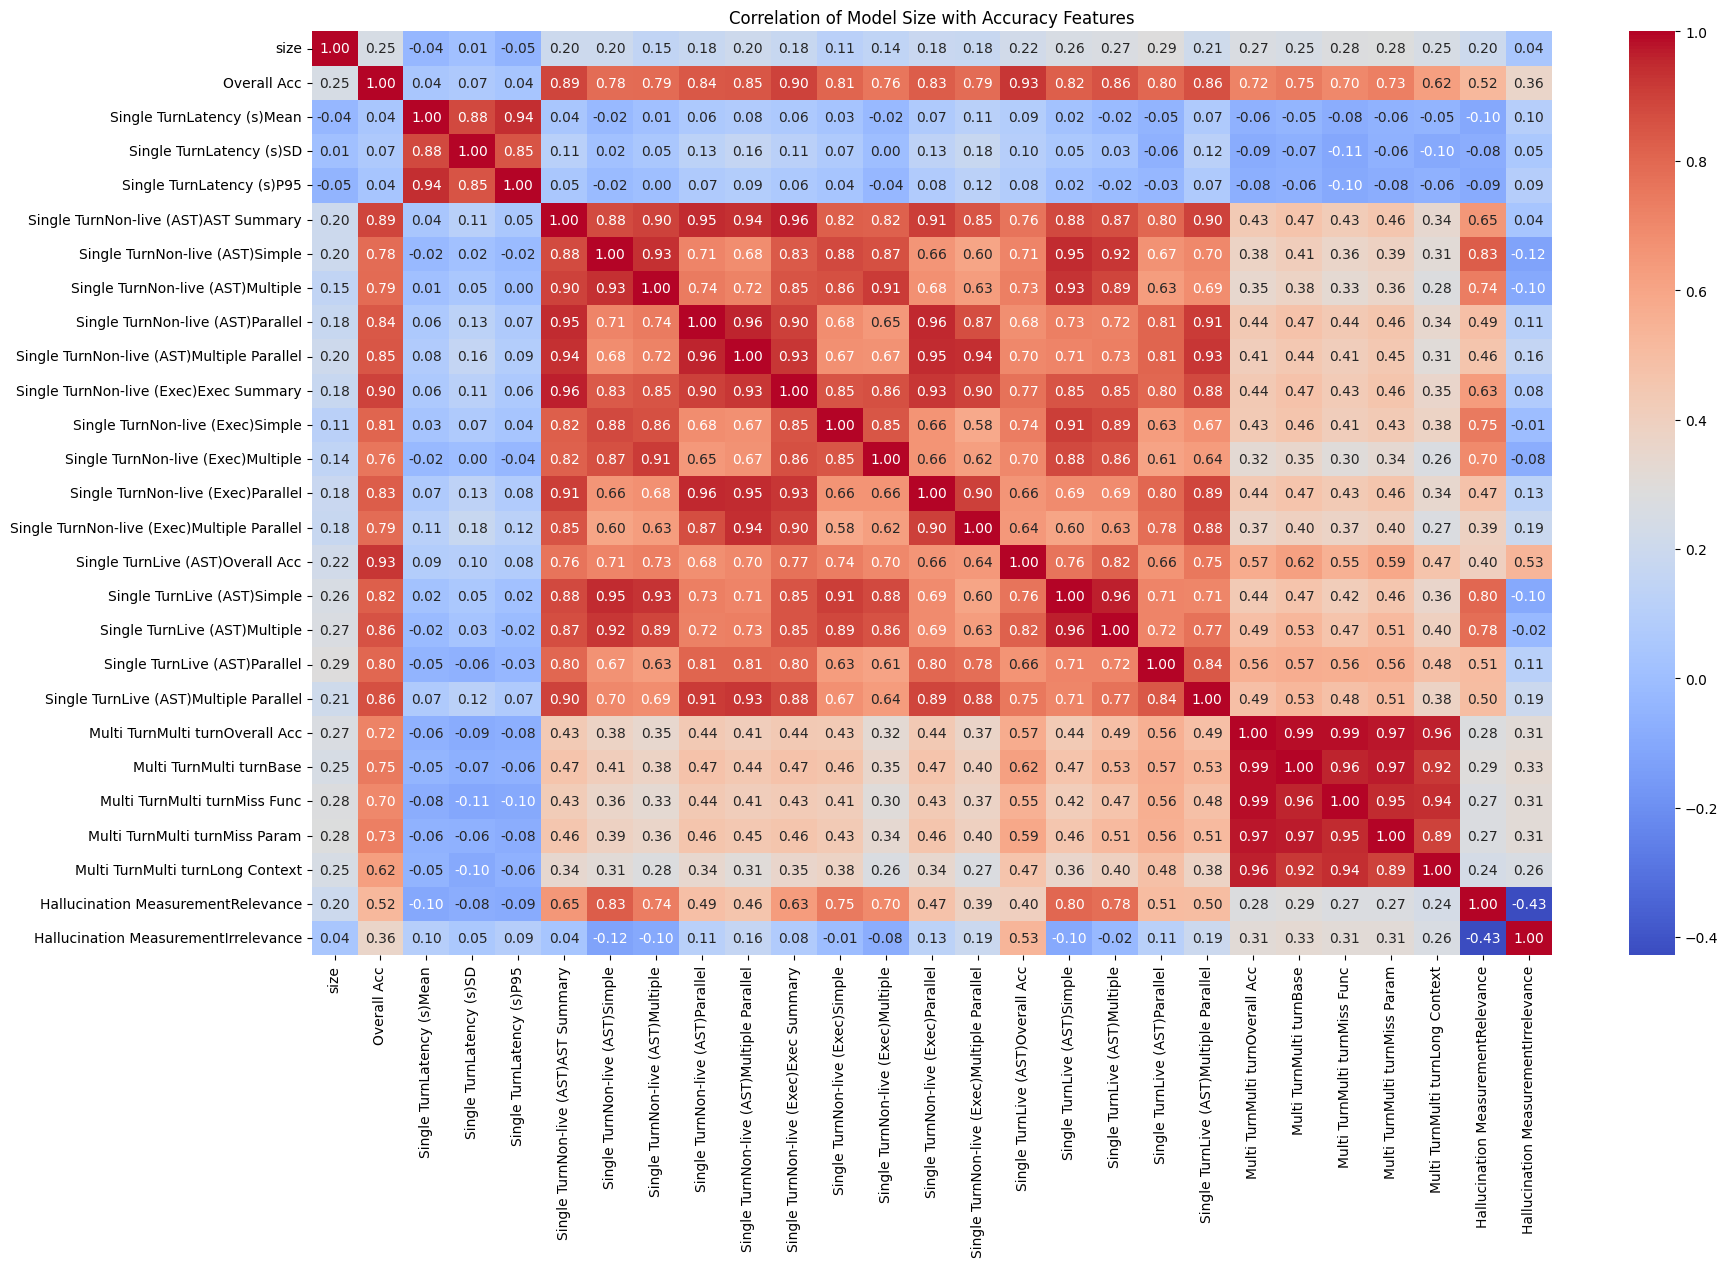 Correlation of Model Size with Accuracy Features
size 1.00 0.25 -0.04 0.01 -0.05 0.20 0.20 0.15 0.18 0.20 0.18 0.11 0.14 0.18 0.18 0.22 0.26 0.27 0.29 0.21 0.27 0.25 0.28 0.28 0.25 0.20 0.04
Overall Acc 0.25 1.00 0.04 0.07 0.04 0.89 0.78 0.79 0.84 0.85 0.90 0.81 0.76 0.83 0.79 0.93 0.82 0.86 0.80 0.86 0.72 0.75 0.70 0.73 0.62 0.52 0.36
Single TurnLatency (s)Mean -0.04 0.04 1.00 0.88 0.94 0.04 -0.02 0.01 0.06 0.08 0.06 0.03 -0.02 0.07 0.11 0.09 0.02 -0.02 -0.05 0.07 -0.06 -0.05 -0.08 -0.06 -0.05 -0.10 0.10
Single TurnLatency (s)SD 0.01 0.07 0.88 1.00 0.85 0.11 0.02 0.05 0.13 0.16 0.11 0.07 0.00 0.13 0.18 0.10 0.05 0.03 -0.06 0.12 -0.09 -0.07 -0.11 -0.06 -0.10 -0.08 0.05
Single TurnLatency (s)P95 -0.05 0.04 0.94 0.85 1.00 0.05 -0.02 0.00 0.07 0.09 0.06 0.04 -0.04 0.08 0.12 0.08 0.02 -0.02 -0.03 0.07 -0.08 -0.06 -0.10 -0.08 -0.06 -0.09 0.09
Single TurnNon-live (AST)AST Summary 0.20 0.89 0.04 0.11 0.05 1.00 0.88 0.90 0.95 0.94 0.96 0.82 0.82 0.91 0.85 0.76 0.88 0.87 0.80 0.90 0.43 0.47 0.43 0.46 0.34 0.65 0.04
Single TurnNon-live (AST)Simple 0.20 0.78 -0.02 0.02 -0.02 0.88 1.00 0.93 0.71 0.68 0.83 0.88 0.87 0.66 0.60 0.71 0.95 0.92 0.67 0.70 0.38 0.41 0.36 0.39 0.31 0.83 -0.12
Single TurnNon-live (AST)Multiple 0.15 0.79 0.01 0.05 0.00 0.90 0.93 1.00 0.74 0.72 0.85 0.86 0.91 0.68 0.63 0.73 0.93 0.89 0.63 0.69 0.35 0.38 0.33 0.36 0.28 0.74 -0.10
Single TurnNon-live (AST)Parallel 0.18 0.84 0.06 0.13 0.07 0.95 0.71 0.74 1.00 0.96 0.90 0.68 0.65 0.96 0.87 0.68 0.73 0.72 0.81 0.91 0.44 0.47 0.44 0.46 0.34 0.49 0.11
Single TurnNon-live (AST)Multiple Parallel 0.20 0.85 0.08 0.16 0.09 0.94 0.68 0.72 0.96 1.00 0.93 0.67 0.67 0.95 0.94 0.70 0.71 0.73 0.81 0.93 0.41 0.44 0.41 0.45 0.31 0.46 0.16
Single TurnNon-live (Exec)Exec Summary 0.18 0.90 0.06 0.11 0.06 0.96 0.83 0.85 0.90 0.93 1.00 0.85 0.86 0.93 0.90 0.77 0.85 0.85 0.80 0.88 0.44 0.47 0.43 0.46 0.35 0.63 0.08
Single TurnNon-live (Exec)Simple 0.11 0.81 0.03 0.07 0.04 0.82 0.88 0.86 0.68 0.67 0.85 1.00 0.85 0.66 0.58 0.74 0.91 0.89 0.63 0.67 0.43 0.46 0.41 0.43 0.38 0.75 -0.01
Single TurnNon-live (Exec)Multiple 0.14 0.76 -0.02 0.00 -0.04 0.82 0.87 0.91 0.65 0.67 0.86 0.85 1.00 0.66 0.62 0.70 0.88 0.86 0.61 0.64 0.32 0.35 0.30 0.34 0.26 0.70 -0.08
Single TurnNon-live (Exec)Parallel 0.18 0.83 0.07 0.13 0.08 0.91 0.66 0.68 0.96 0.95 0.93 0.66 0.66 1.00 0.90 0.66 0.69 0.69 0.80 0.89 0.44 0.47 0.43 0.46 0.34 0.47 0.13
Single TurnNon-live (Exec)Multiple Parallel 0.18 0.79 0.11 0.18 0.12 0.85 0.60 0.63 0.87 0.94 0.90 0.58 0.62 0.90 1.00 0.64 0.60 0.63 0.78 0.88 0.37 0.40 0.37 0.40 0.27 0.39 0.19
Single TurnLive (AST)Overall Acc 0.22 0.93 0.09 0.10 0.08 0.76 0.71 0.73 0.68 0.70 0.77 0.74 0.70 0.66 0.64 1.00 0.76 0.82 0.66 0.75 0.57 0.62 0.55 0.59 0.47 0.40 0.53
Single TurnLive (AST)Simple 0.26 0.82 0.02 0.05 0.02 0.88 0.95 0.93 0.73 0.71 0.85 0.91 0.88 0.69 0.60 0.76 1.00 0.96 0.71 0.71 0.44 0.47 0.42 0.46 0.36 0.80 -0.10
Single TurnLive (AST)Multiple 0.27 0.86 -0.02 0.03 -0.02 0.87 0.92 0.89 0.72 0.73 0.85 0.89 0.86 0.69 0.63 0.82 0.96 1.00 0.72 0.77 0.49 0.53 0.47 0.51 0.40 0.78 -0.02
Single TurnLive (AST)Parallel 0.29 0.80 -0.05 -0.06 -0.03 0.80 0.67 0.63 0.81 0.81 0.80 0.63 0.61 0.80 0.78 0.66 0.71 0.72 1.00 0.84 0.56 0.57 0.56 0.56 0.48 0.51 0.11
Single TurnLive (AST)Multiple Parallel 0.21 0.86 0.07 0.12 0.07 0.90 0.70 0.69 0.91 0.93 0.88 0.67 0.64 0.89 0.88 0.75 0.71 0.77 0.84 1.00 0.49 0.53 0.48 0.51 0.38 0.50 0.19
Multi TurnMulti turnOverall Acc 0.27 0.72 -0.06 -0.09 -0.08 0.43 0.38 0.35 0.44 0.41 0.44 0.43 0.32 0.44 0.37 0.57 0.44 0.49 0.56 0.49 1.00 0.99 0.99 0.97 0.96 0.28 0.31
Multi TurnMulti turnBase 0.25 0.75 -0.05 -0.07 -0.06 0.47 0.41 0.38 0.47 0.44 0.47 0.46 0.35 0.47 0.40 0.62 0.47 0.53 0.57 0.53 0.99 1.00 0.96 0.97 0.92 0.29 0.33
Multi TurnMulti turnMiss Func 0.28 0.70 -0.08 -0.11 -0.10 0.43 0.36 0.33 0.44 0.41 0.43 0.41 0.30 0.43 0.37 0.55 0.42 0.47 0.56 0.48 0.99 0.96 1.00 0.95 0.94 0.27 0.31
Multi TurnMulti turnMiss Param 0.28 0.73 -0.06 -0.06 -0.08 0.46 0.39 0.36 0.46 0.45 0.46 0.43 0.34 0.46 0.40 0.59 0.46 0.51 0.56 0.51 0.97 0.97 0.95 1.00 0.89 0.27 0.31
Multi TurnMulti turnLong Context 0.25 0.62 -0.05 -0.10 -0.06 0.34 0.31 0.28 0.34 0.31 0.35 0.38 0.26 0.34 0.27 0.47 0.36 0.40 0.48 0.38 0.96 0.92 0.94 0.89 1.00 0.24 0.26
Hallucination MeasurementRelevance 0.20 0.52 -0.10 -0.08 -0.09 0.65 0.83 0.74 0.49 0.46 0.63 0.75 0.70 0.47 0.39 0.40 0.80 0.78 0.51 0.50 0.28 0.29 0.27 0.27 0.24 1.00 -0.43
Hallucination MeasurementIrrelevance 0.04 0.36 0.10 0.05 0.09 0.04 -0.12 -0.10 0.11 0.16 0.08 -0.01 -0.08 0.13 0.19 0.53 -0.10 -0.02 0.11 0.19 0.31 0.33 0.31 0.31 0.26 -0.43 1.00
size
Overall Acc
Single TurnLatency (s)Mean
Single TurnLatency (s)SD
Single TurnLatency (s)P95
Single TurnNon-live (AST)AST Summary
Single TurnNon-live (AST)Simple
Single TurnNon-live (AST)Multiple
Single TurnNon-live (AST)Parallel
Single TurnNon-live (AST)Multiple Parallel
Single TurnNon-live (Exec)Exec Summary
Single TurnNon-live (Exec)Simple
Single TurnNon-live (Exec)Multiple
Single TurnNon-live (Exec)Parallel
Single TurnNon-live (Exec)Multiple Parallel
Single TurnLive (AST)Overall Acc
Single TurnLive (AST)Simple
Single TurnLive (AST)Multiple
Single TurnLive (AST)Parallel
Single TurnLive (AST)Multiple Parallel
Multi TurnMulti turnOverall Acc
Multi TurnMulti turnBase
Multi TurnMulti turnMiss Func
Multi TurnMulti turnMiss Param
Multi TurnMulti turnLong Context
Hallucination MeasurementRelevance
Hallucination MeasurementIrrelevance
1.0
0.8
0.6
0.4
0.2
0.0
−0.2
−0.4